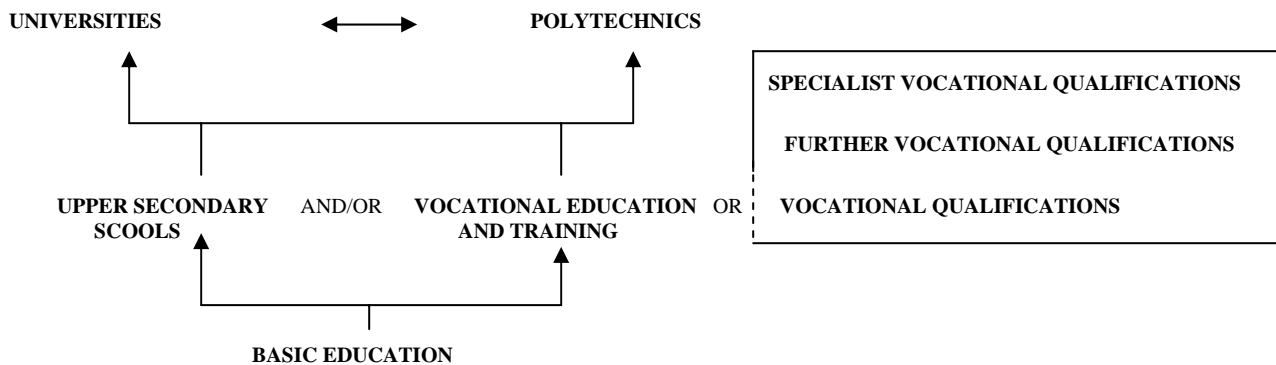 UNIVERSITIES POLYTECHNICS
SPECIALIST VOCATIONAL QUALIFICATIONS
FURTHER VOCATIONAL QUALIFICATIONS
UPPER SECONDARY AND/OR VOCATIONAL EDUCATION OR VOCATIONAL QUALIFICATIONS
SCOOLS AND TRAINING
BASIC EDUCATION